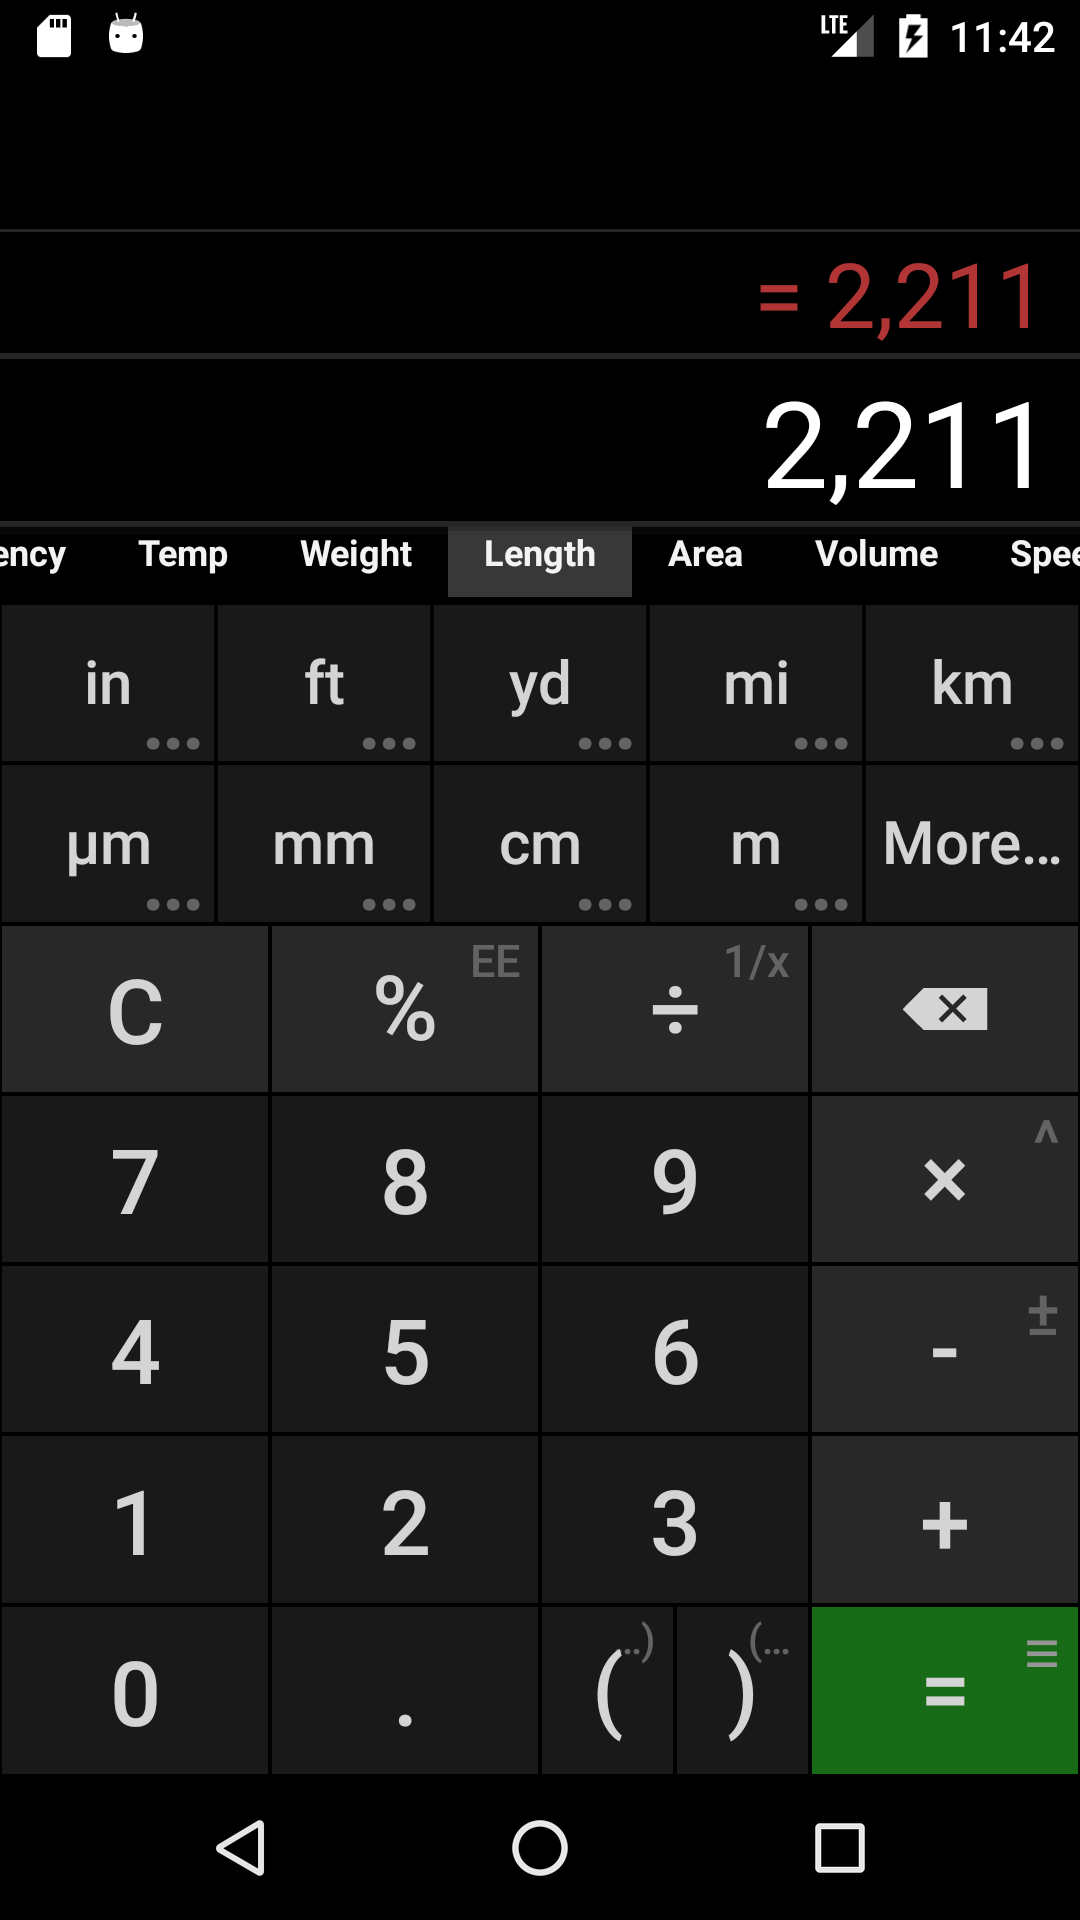 LTE 11:42
= 2,211
2,211
ency Temp Weight Length Area Volume Spee
in ft yd mi km
µm mm cm m More...
C % EE ÷ 1/x
7 8 9 × ^
4 5 6 - ±
1 2 3 +
0 . ( ..) ) (... =